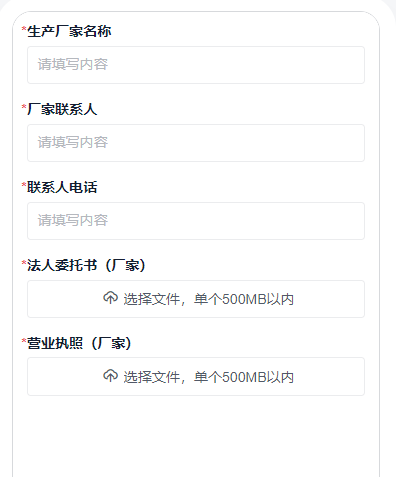 *生产厂家名称
请填写内容
*厂家联系人
请填写内容
*联系人电话
请填写内容
*法人委托书（厂家）
选择文件，单个500MB以内
*营业执照（厂家）
选择文件，单个500MB以内